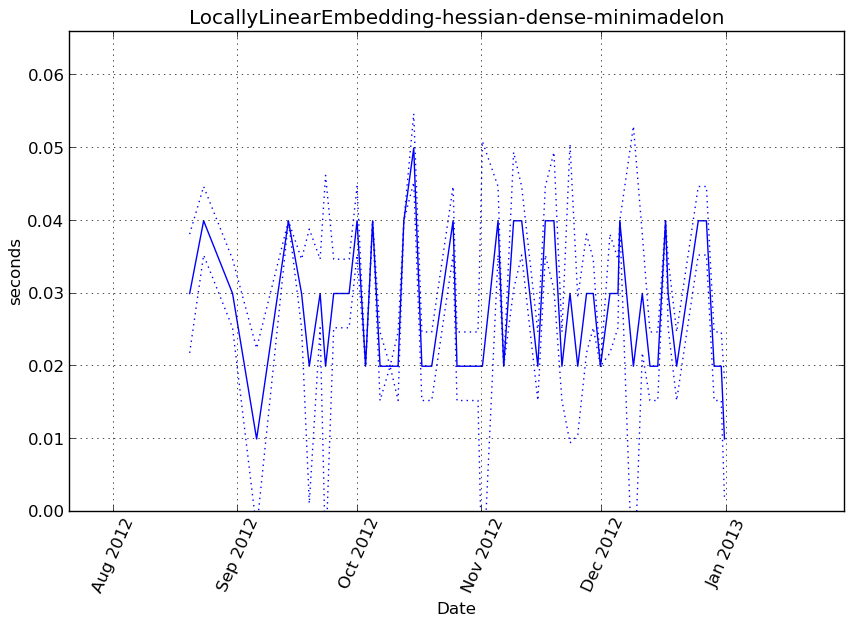 LocallyLinearEmbedding-hessian-dense-minimadelon
0.06
0.05
0.04
0.03
0.02
0.01
0.00
seconds
Aug 2012
Sep 2012
Oct 2012
Nov 2012
Dec 2012
Jan 2013
Date